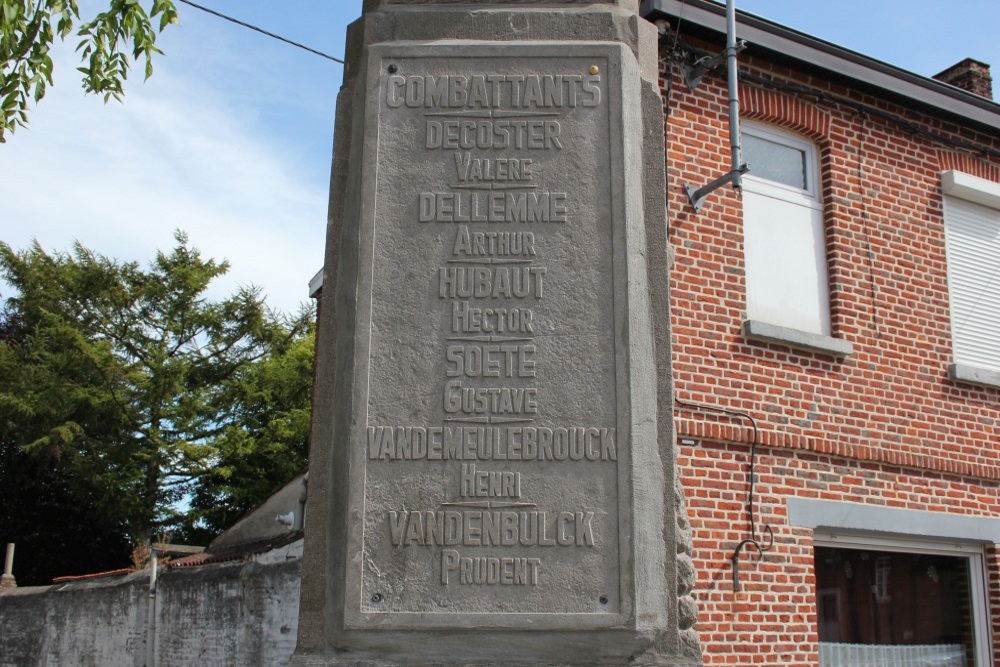 COMBATTANTS
DECOSTER
VALERE
DELLEMME
ARTHUR
HUBAUT
HECTOR
SOETE
GUSTAVE
VANDEMEULEBROUCK
HENRI
VANDENBULCK
PRUDENT